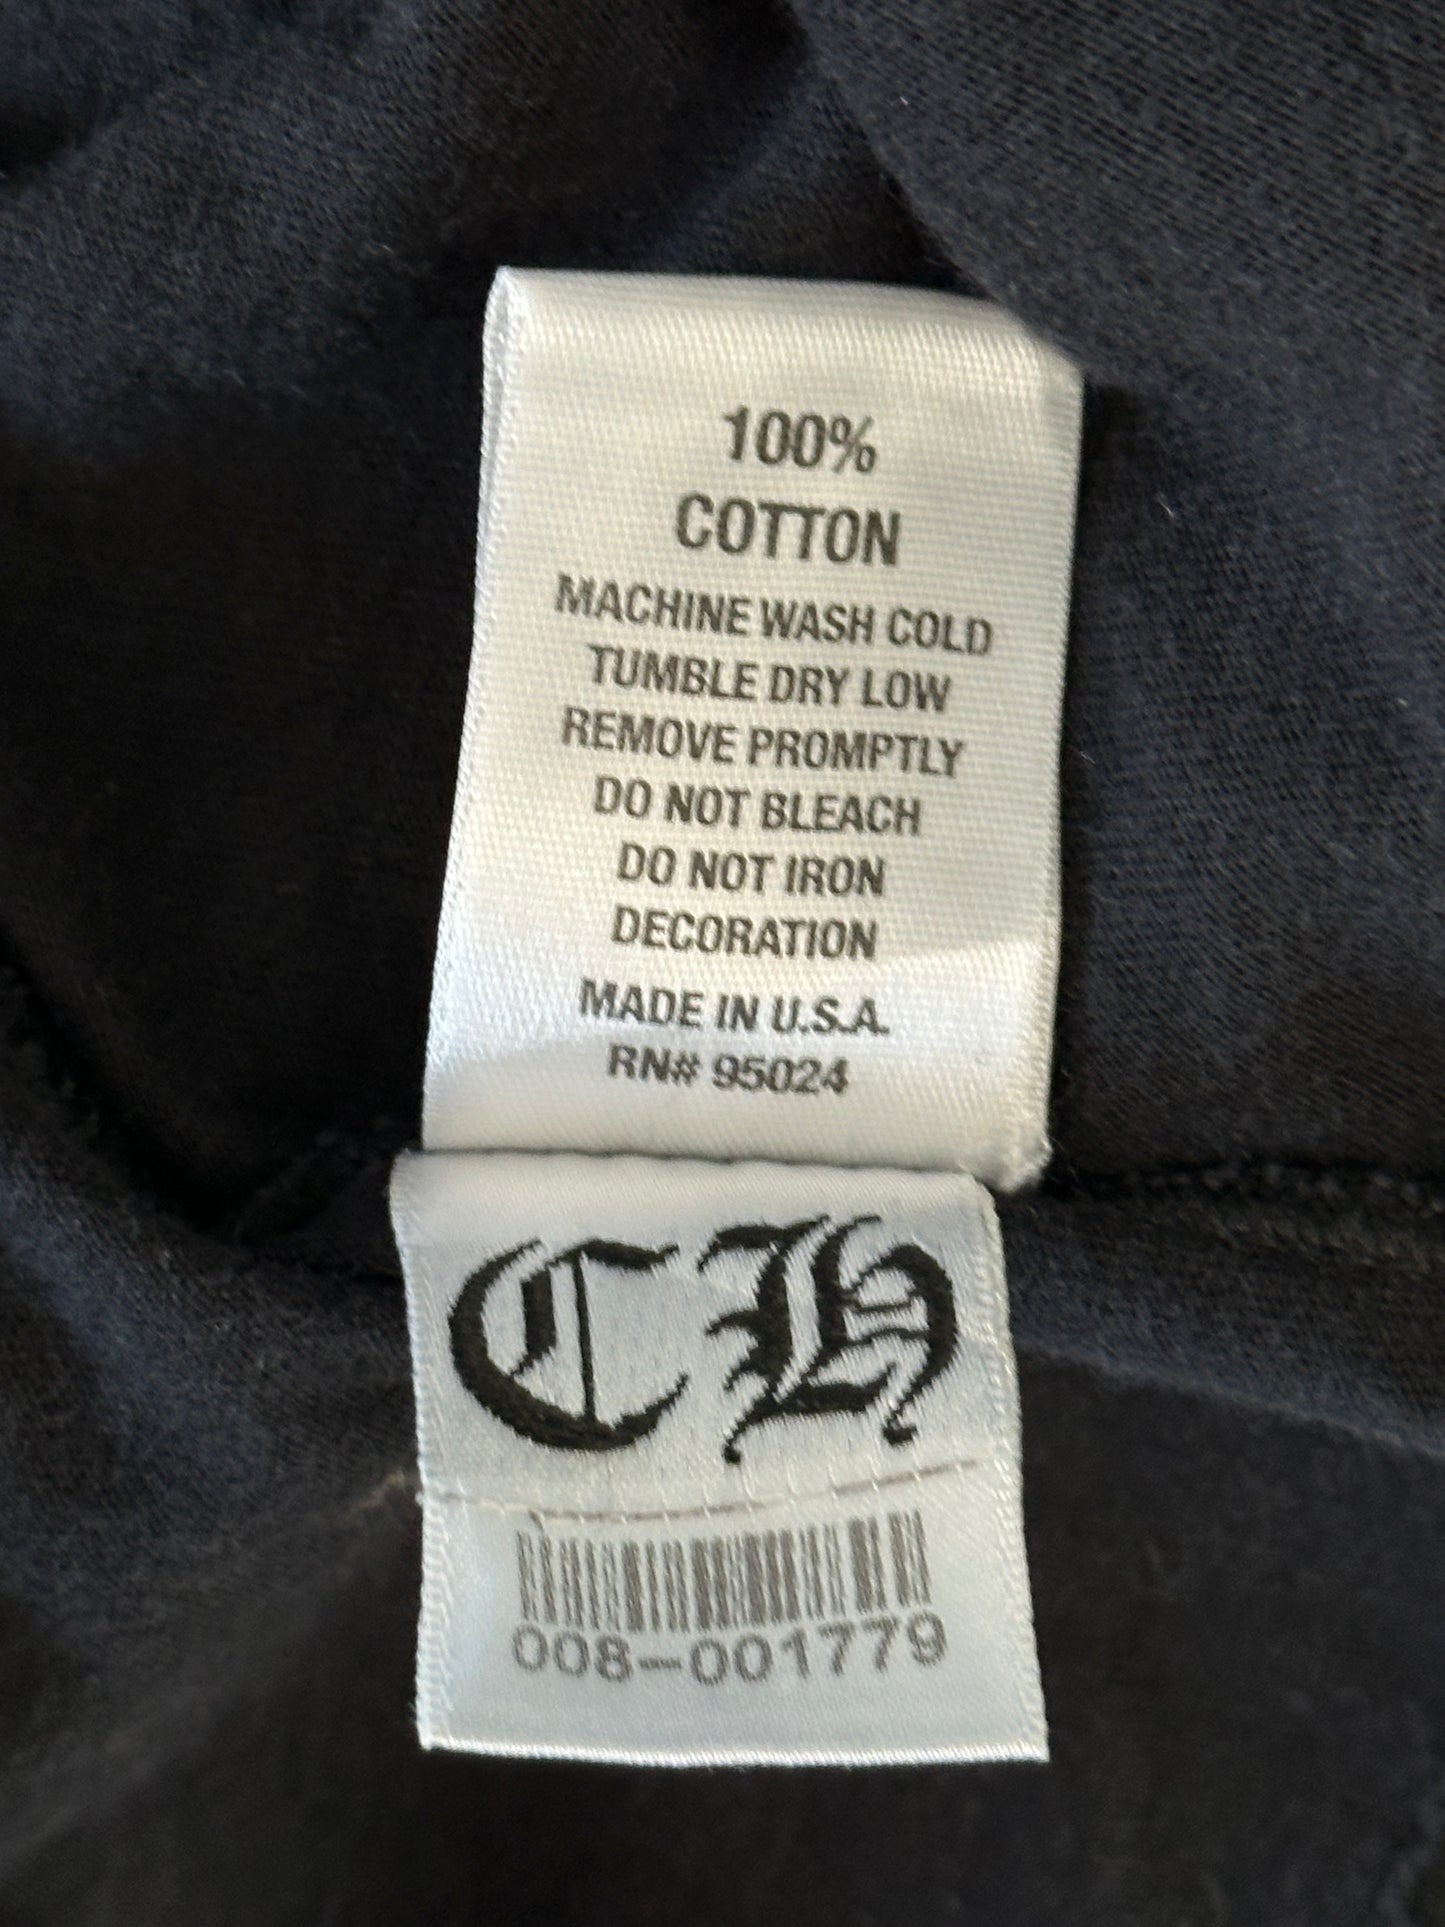 100%
COTTON
MACHINE WASH COLD
TUMBLE DRY LOW
REMOVE PROMPTLY
DO NOT BLEACH
DO NOT IRON
DECORATION
MADE IN U.S.A.
RN# 95024
CH
008-001779